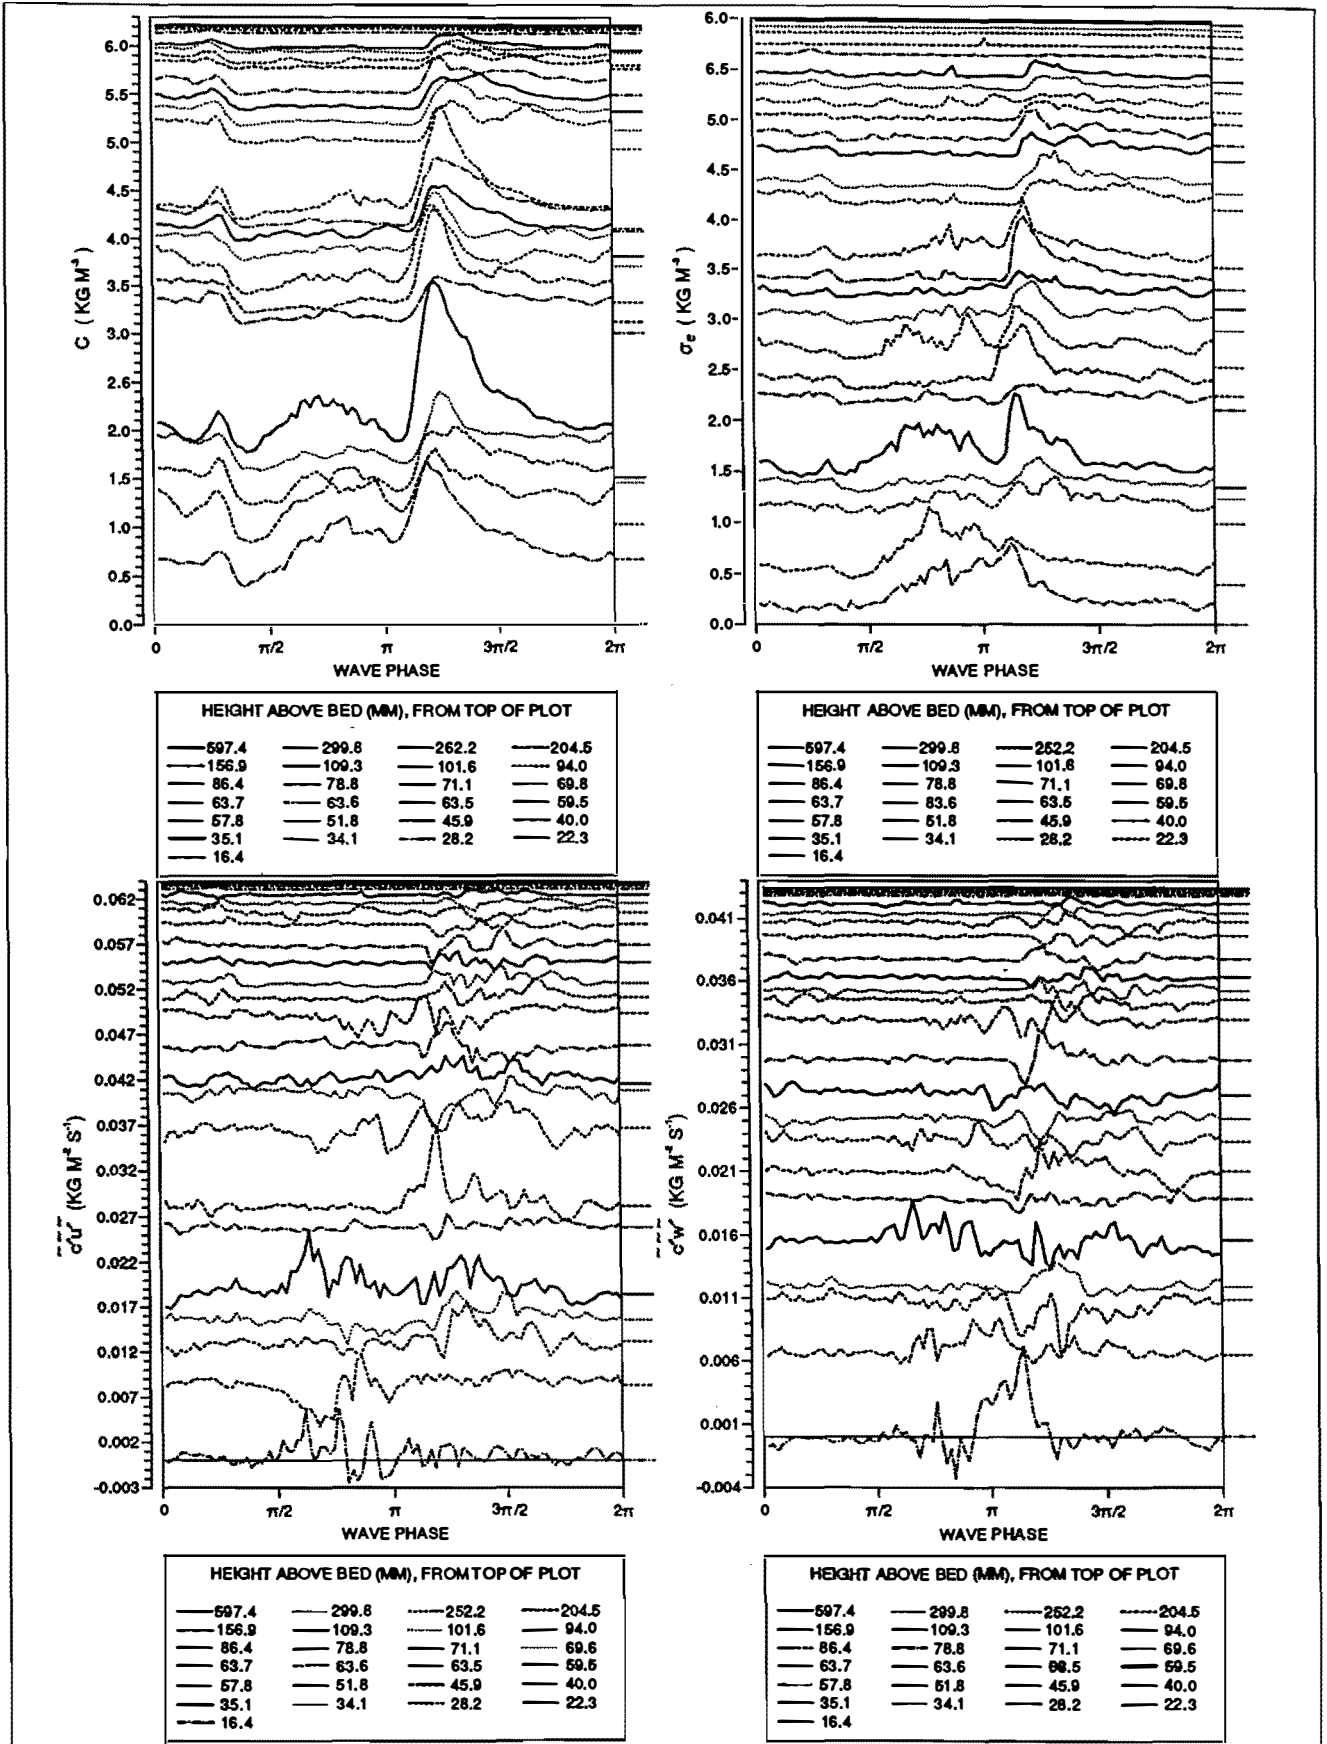 6.0
5.5
5.0
4.5
4.0
3.5
3.0
2.6
2.0
1.5
1.0
0.5
0.0
C ( KG M⁻³ )
0 π/2 π 3π/2 2π
WAVE PHASE
6.0
6.5
5.0
4.5
4.0
3.5
3.0
2.5
2.0
1.5
1.0
0.5
0.0
( KG M⁻³ )
0 π/2 π 3π/2 2π
WAVE PHASE
HEIGHT ABOVE BED (MM), FROM TOP OF PLOT
597.4 299.8 262.2 204.5
156.9 109.3 101.6 94.0
86.4 78.8 71.1 69.8
63.7 63.6 63.5 59.5
57.8 51.8 45.9 40.0
35.1 34.1 28.2 22.3
16.4
HEIGHT ABOVE BED (MM), FROM TOP OF PLOT
597.4 299.8 252.2 204.5
156.9 109.3 101.6 94.0
86.4 78.8 71.1 69.8
63.7 83.6 63.5 59.5
57.8 51.8 45.9 40.0
35.1 34.1 28.2 22.3
16.4
0.062
0.057
0.052
0.047
0.042
0.037
0.032
0.027
0.022
0.017
0.012
0.007
0.002
-0.003
c'u' (KG M⁻² S⁻¹)
0 π/2 π 3π/2 2π
WAVE PHASE
0.041
0.036
0.031
0.026
0.021
0.016
0.011
0.006
0.001
-0.004
c'w' (KG M⁻² S⁻¹)
0 π/2 π 3π/2 2π
WAVE PHASE
HEIGHT ABOVE BED (MM), FROM TOP OF PLOT
597.4 299.8 252.2 204.5
156.9 109.3 101.6 94.0
86.4 78.8 71.1 69.6
63.7 63.6 63.5 59.5
57.8 51.8 45.9 40.0
35.1 34.1 28.2 22.3
16.4
HEIGHT ABOVE BED (MM), FROM TOP OF PLOT
597.4 299.8 252.2 204.5
156.9 109.3 101.6 94.0
86.4 78.8 71.1 69.6
63.7 63.6 59.5
57.8 51.8 45.9 40.0
35.1 34.1 28.2 22.3
16.4